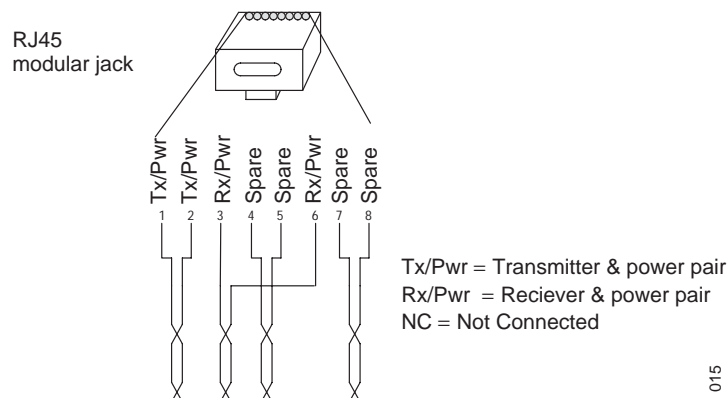 RJ45
modular jack
Tx/Pwr
Tx/Pwr
Rx/Pwr
Spare
Spare
Rx/Pwr
Spare
Spare
1 2 3 4 5 6 7 8
Tx/Pwr = Transmitter & power pair
Rx/Pwr = Reciever & power pair
NC = Not Connected
015